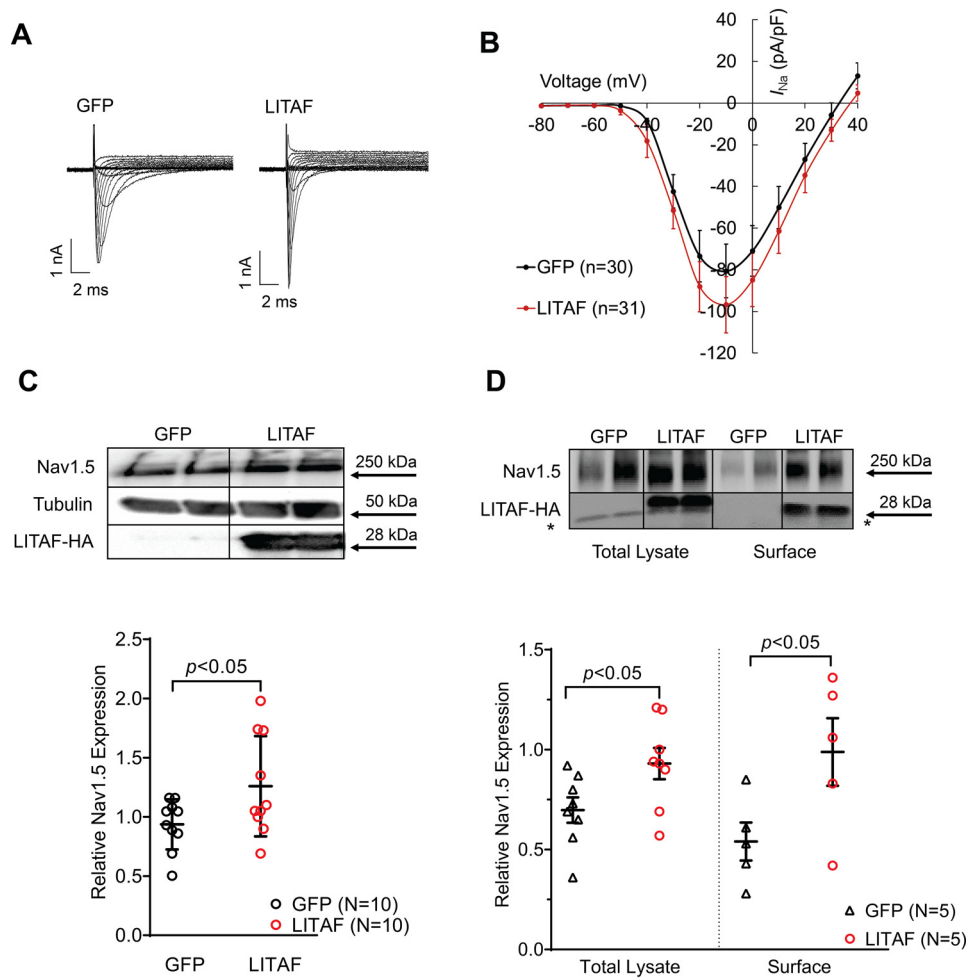 A
GFP
LITAF
1 nA
2 ms
1 nA
2 ms
B
Voltage (mV)
I_Na (pA/pF)
40
20
0
-20
-40
-60
-80
-100
-120
-80
-60
-40
-20
0
20
40
GFP (n=30)
LITAF (n=31)
C
GFP
LITAF
Nav1.5
250 kDa
Tubulin
50 kDa
LITAF-HA
28 kDa
Relative Nav1.5 Expression
2.5
2.0
1.5
1.0
0.5
0.0
p<0.05
GFP (N=10)
LITAF (N=10)
GFP
LITAF
D
GFP
LITAF
GFP
LITAF
Nav1.5
250 kDa
LITAF-HA
28 kDa
*
*
Total Lysate
Surface
Relative Nav1.5 Expression
1.5
1.0
0.5
0.0
p<0.05
p<0.05
GFP (N=5)
LITAF (N=5)
Total Lysate
Surface